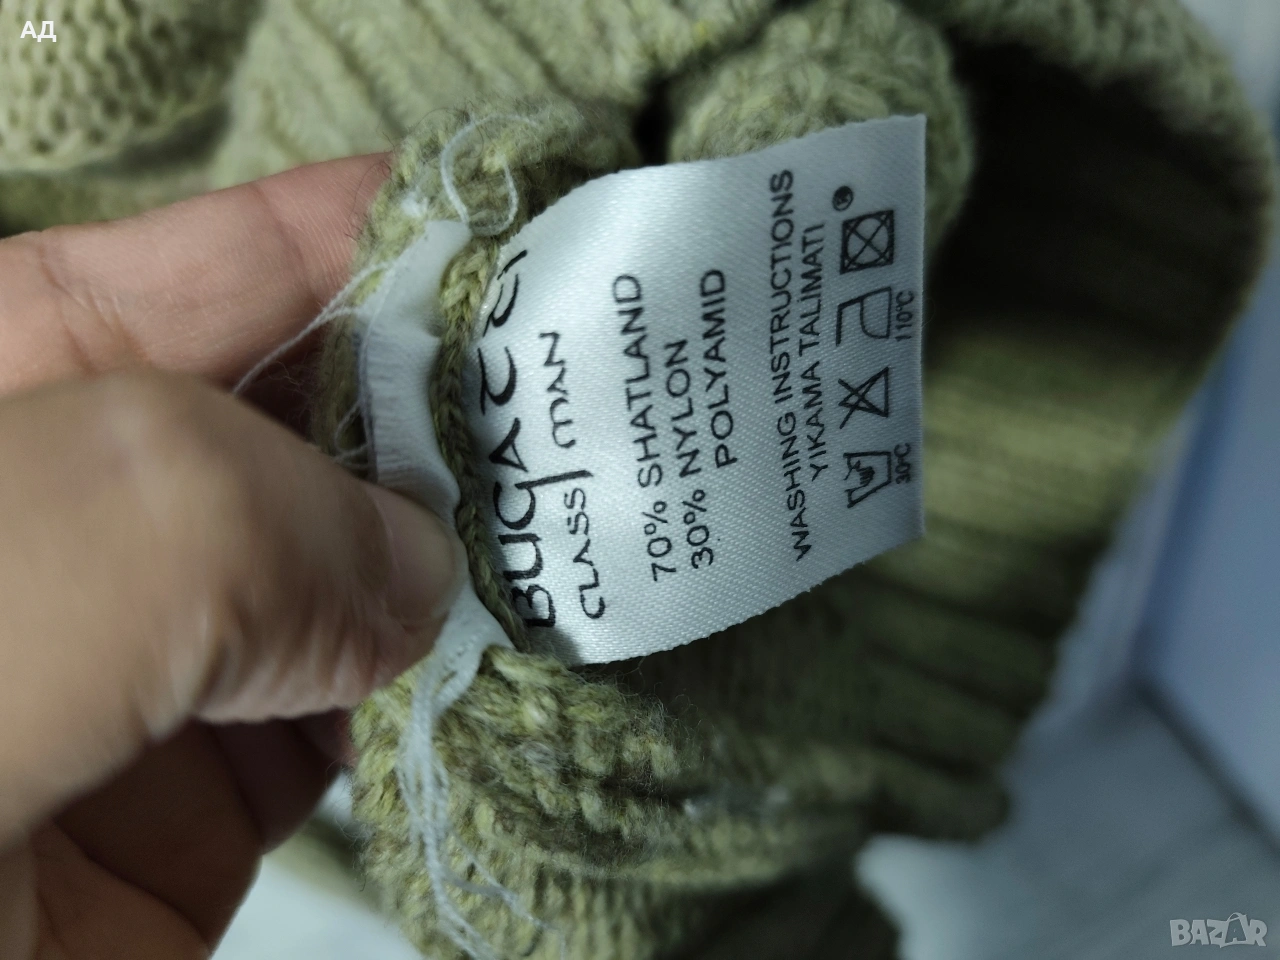 АД
BUGATTI
CLASS MAN
70% SHATLAND
30% NYLON
POLYAMID
WASHING INSTRUCTIONS
YIKAMA TALIMATI
®
30°C
110°C
BAZAR